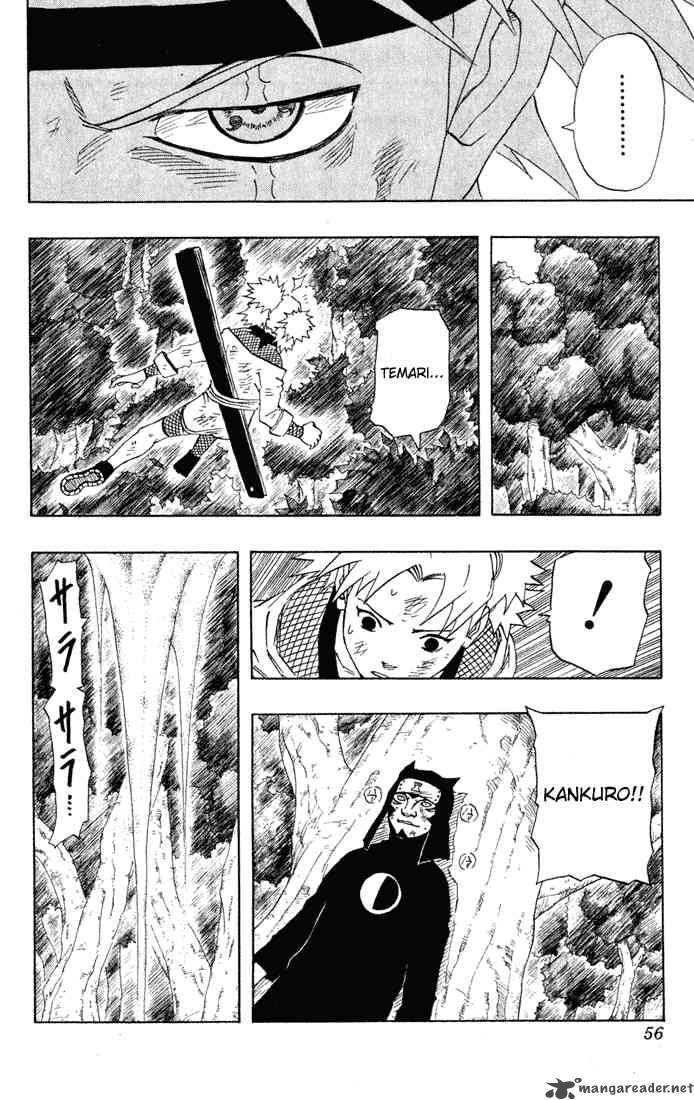 ………
TEMARI...
!
KANKURO!!
サラサラ…
56
mangareader.net